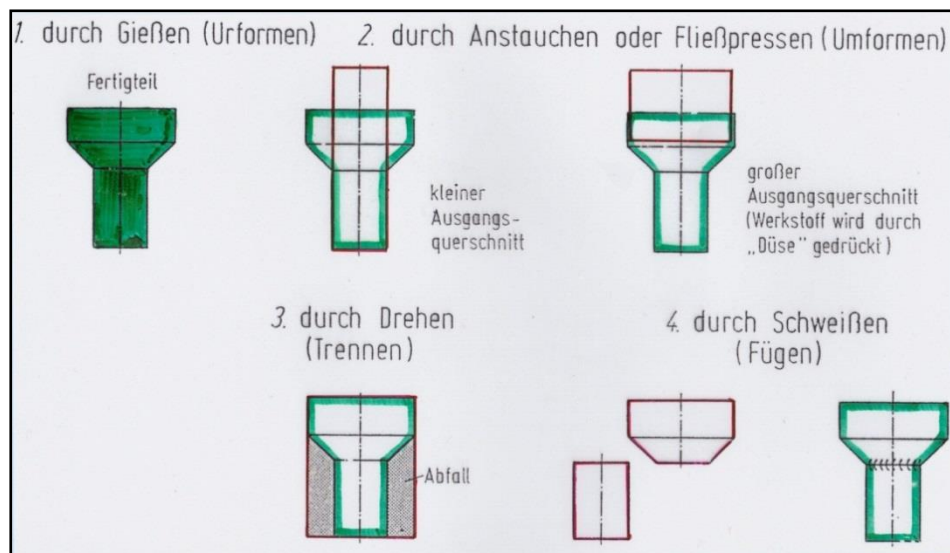 1. durch Gießen (Urformen)
2. durch Anstauchen oder Fließpressen (Umformen)
Fertigteil
kleiner
Ausgangs-
querschnitt
großer
Ausgangsquerschnitt
(Werkstoff wird durch
„Düse" gedrückt)
3. durch Drehen
(Trennen)
Abfall
4. durch Schweißen
(Fügen)